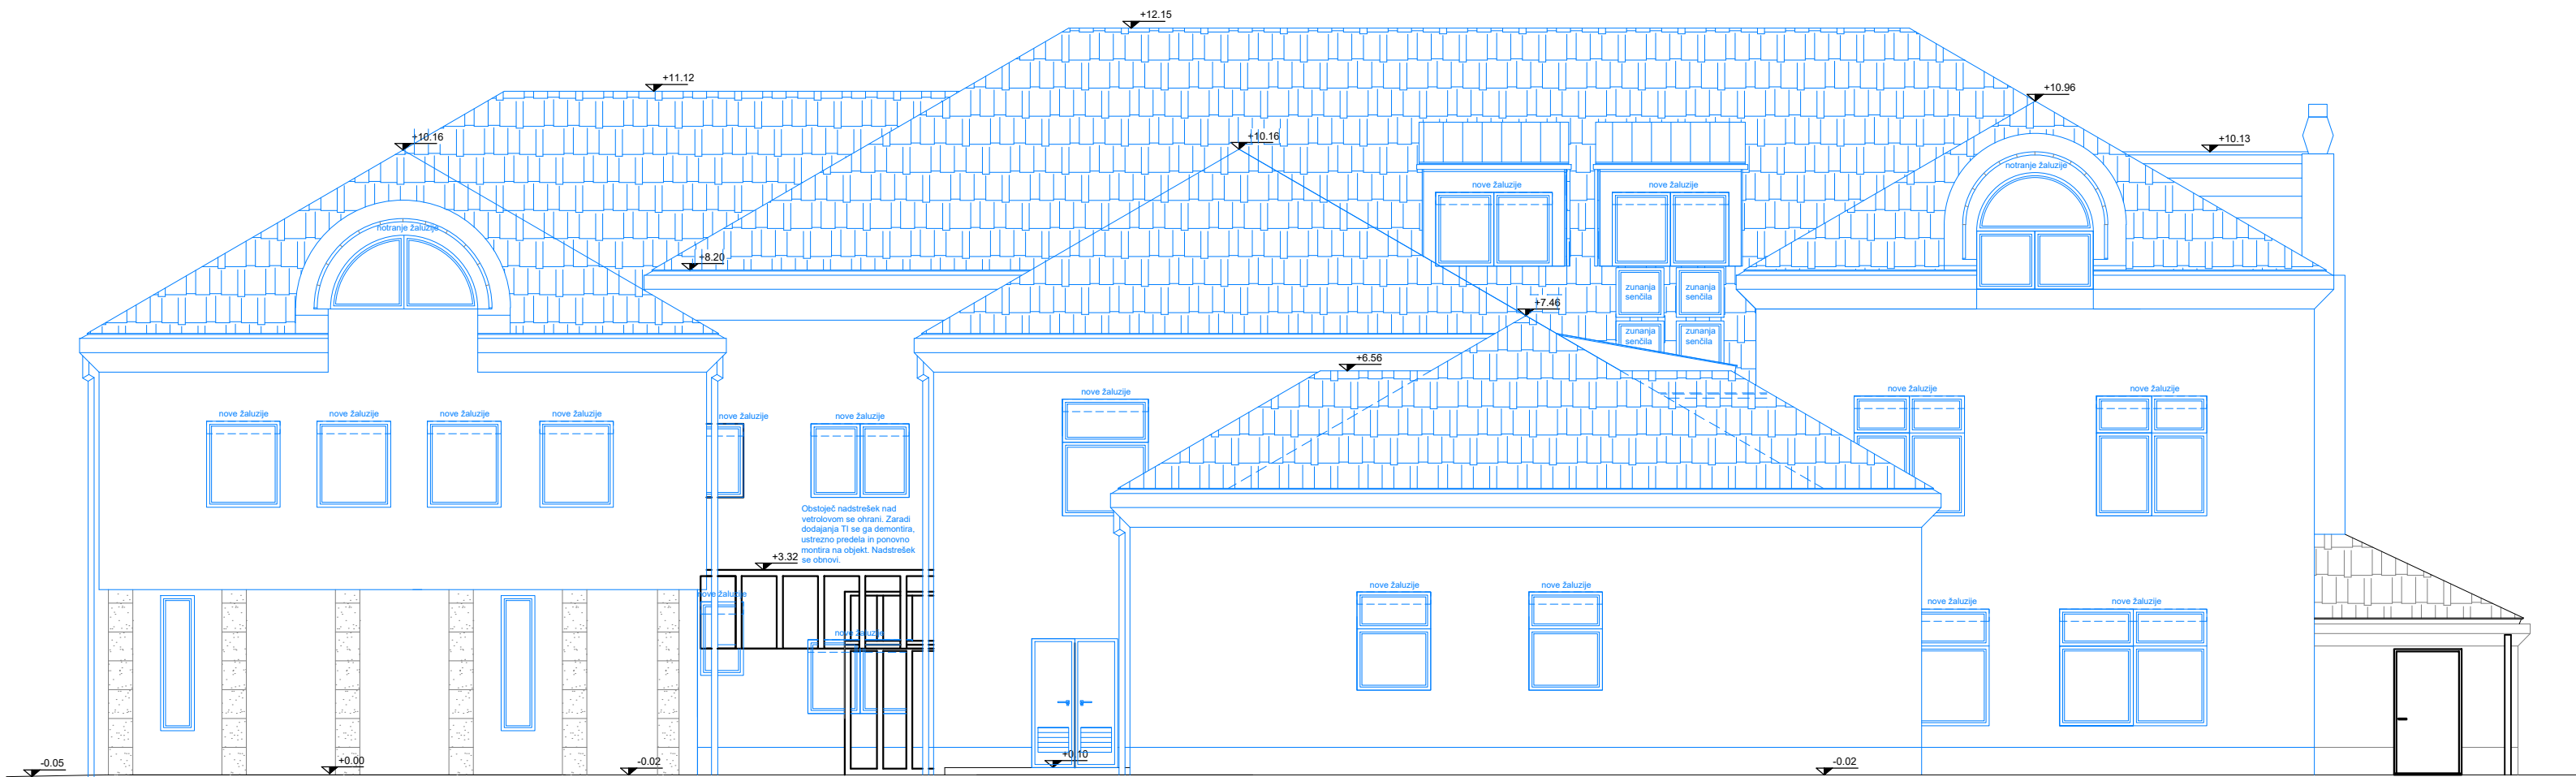 +12.15
+11.12
+10.96
+10.16
+10.16
+10.13
notranje žaluzije
nove žaluzije
nove žaluzije
notranje žaluzije
+8.20
zunanja
senčila
zunanja
senčila
+7.46
zunanja
senčila
zunanja
senčila
+6.56
nove žaluzije
nove žaluzije
nove žaluzije
nove žaluzije
nove žaluzije
nove žaluzije
nove žaluzije
nove žaluzije
nove žaluzije
Obstoječ nadstrešek nad
vetrolovom se ohrani. Zaradi
dodajanja TI se ga demontira,
ustrezno predela in ponovno
montira na objekt. Nadstrešek
se obnovi.
+3.32
nove žaluzije
nove žaluzije
nove žaluzije
nove žaluzije
nove žaluzije
nove žaluzije
-0.05
+0.00
-0.02
+0.10
-0.02